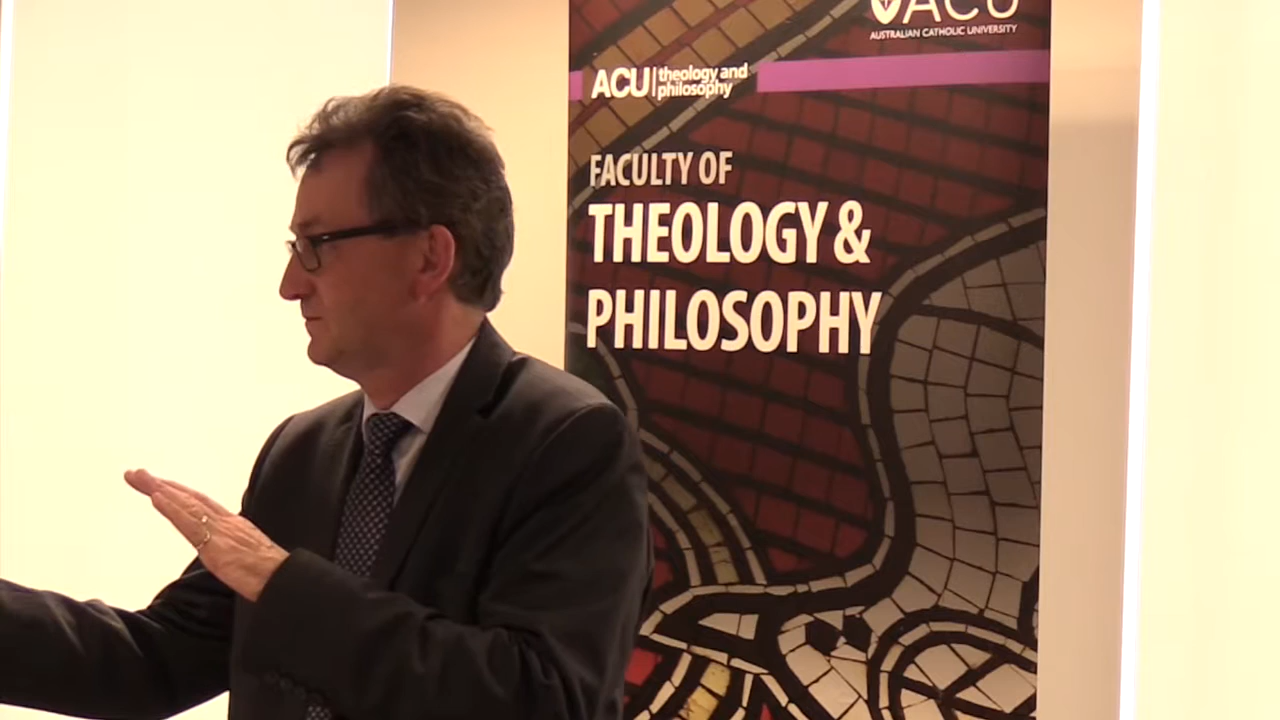 ACU
AUSTRALIAN CATHOLIC UNIVERSITY
ACU theology and
philosophy
FACULTY OF
THEOLOGY &
PHILOSOPHY